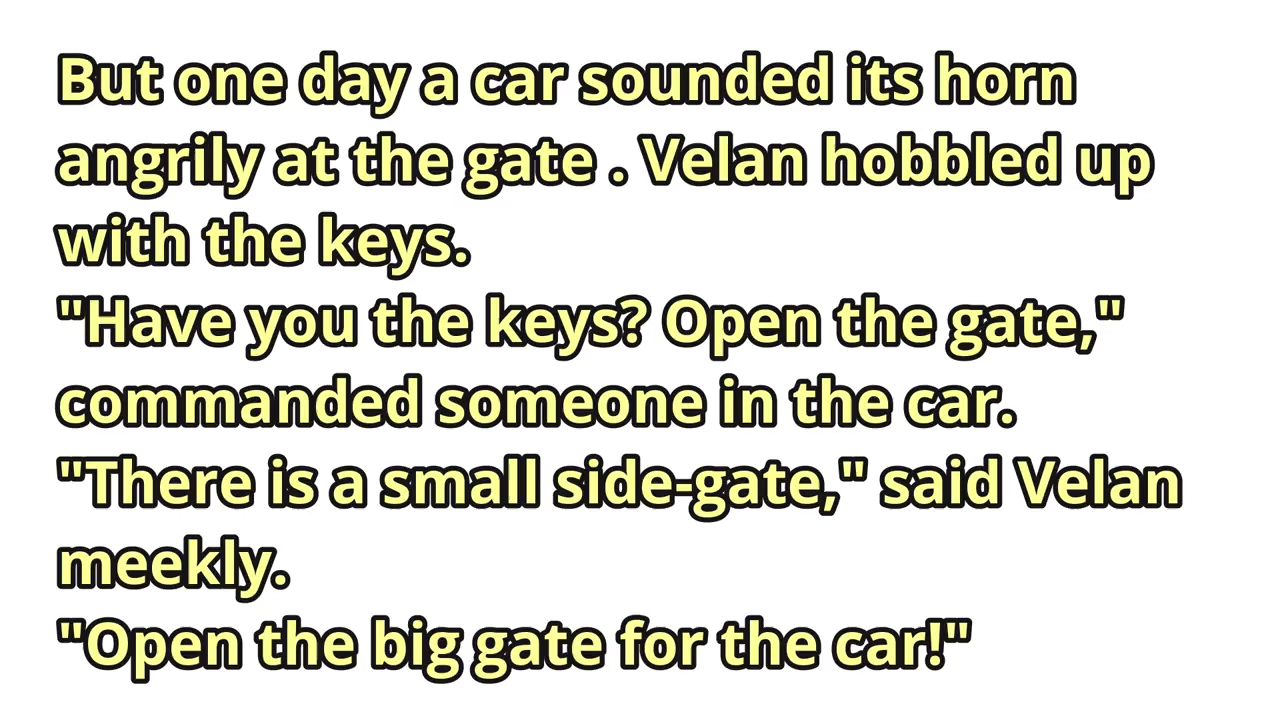 But one day a car sounded its horn
angrily at the gate . Velan hobbled up
with the keys.
"Have you the keys? Open the gate,"
commanded someone in the car.
"There is a small side-gate," said Velan
meekly.
"Open the big gate for the car!"